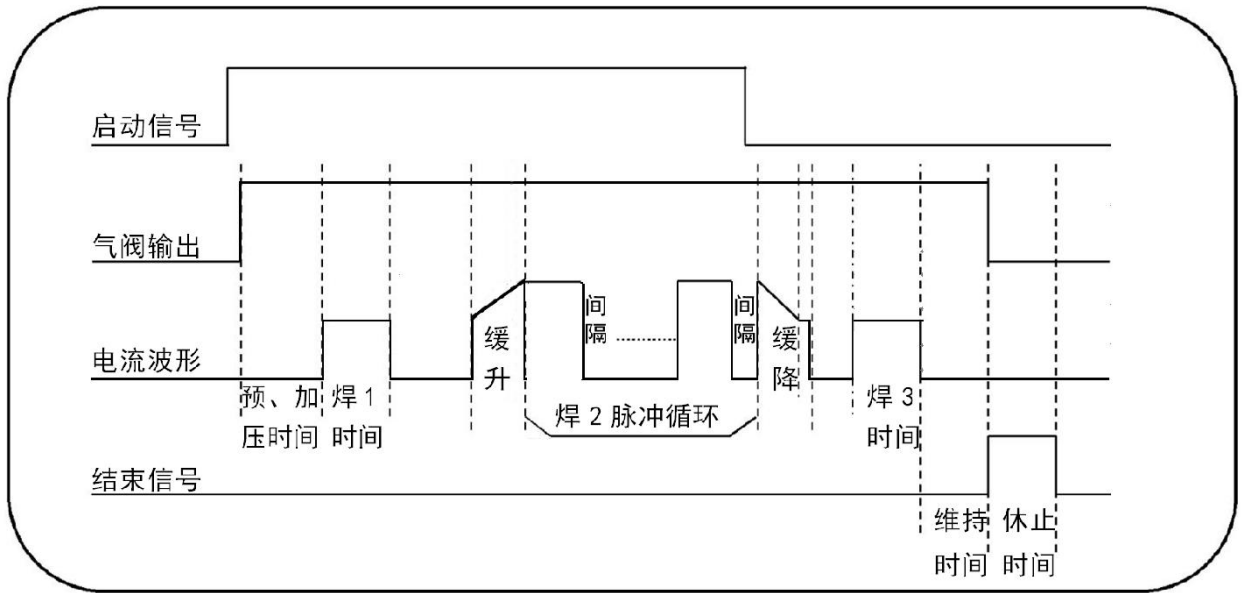 启动信号
气阀输出
电流波形
间隔
间隔
缓升
缓降
预、加
压时间
焊 1
时间
焊 2 脉冲循环
焊 3
时间
结束信号
维持
时间
休止
时间